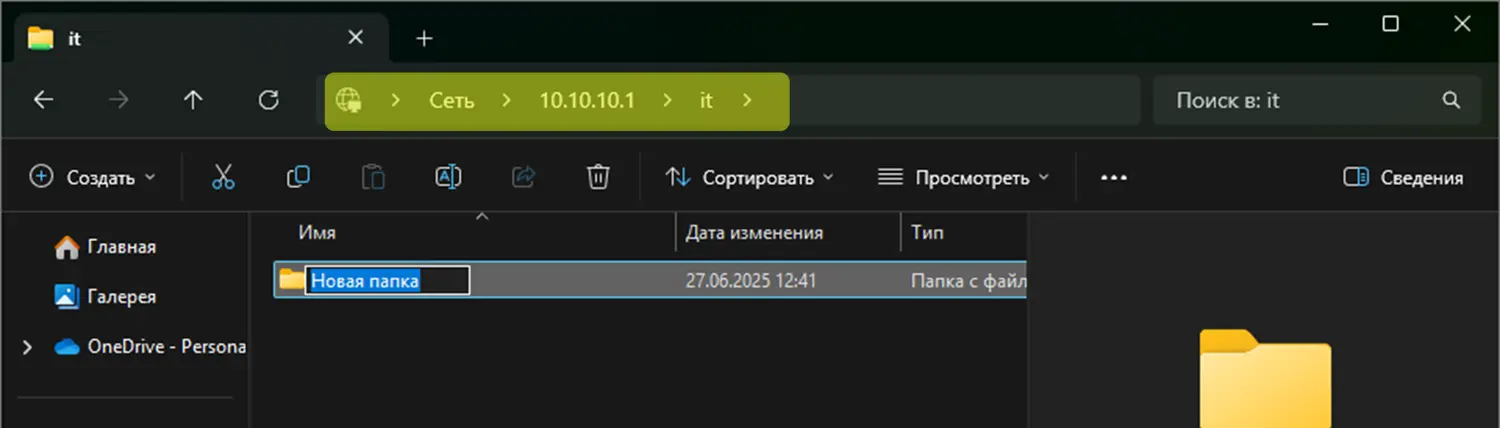 it
Сеть > 10.10.10.1 > it >
Поиск в: it
Создать
Сортировать
Просмотреть
Сведения
Имя
Дата изменения
Тип
Главная
Новая папка
27.06.2025 12:41
Папка с файл
Галерея
OneDrive - Persona